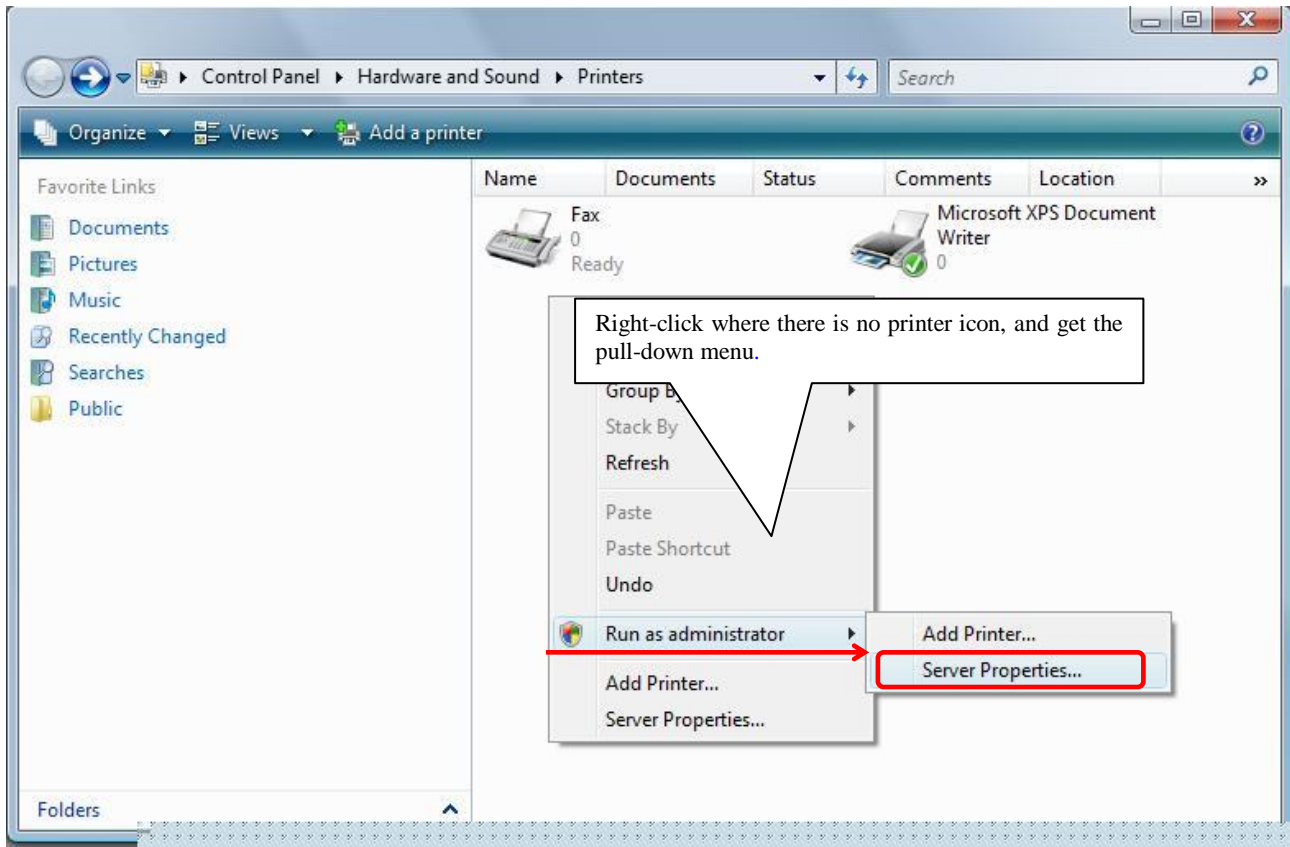 Control Panel ▸ Hardware and Sound ▸ Printers
Search
Organize
Views
Add a printer
Favorite Links
Documents
Pictures
Music
Recently Changed
Searches
Public
Folders
Name Documents Status Comments Location »
Fax
0
Ready
Microsoft XPS Document
Writer
0
Right-click where there is no printer icon, and get the
pull-down menu.
Group
Stack By
Refresh
Paste
Paste Shortcut
Undo
Run as administrator
Add Printer...
Server Properties...
Add Printer...
Server Properties...